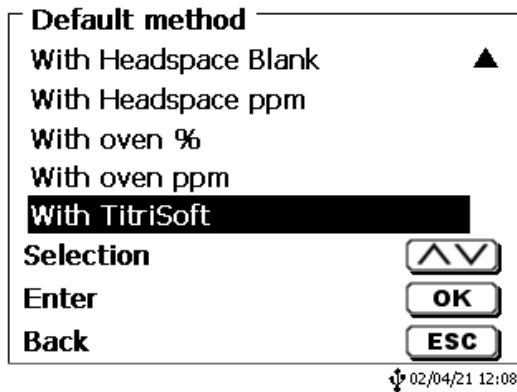 Default method
With Headspace Blank
With Headspace ppm
With oven %
With oven ppm
With TitriSoft
Selection
Enter OK
Back ESC
02/04/21 12:08